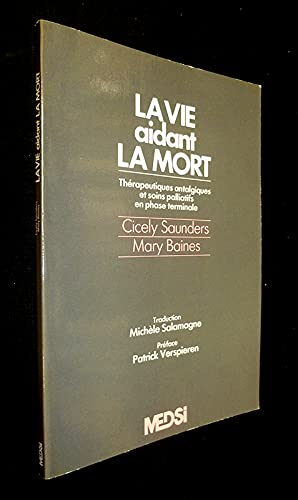 LA VIE
aidant
LA MORT
Thérapeutiques antalgiques
et soins palliatifs
en phase terminale
Cicely Saunders
Mary Baines
Traduction
Michèle Salamagne
Préface
Patrick Verspieren
MEDSI
LA VIE aidant LA MORT
MEDSI